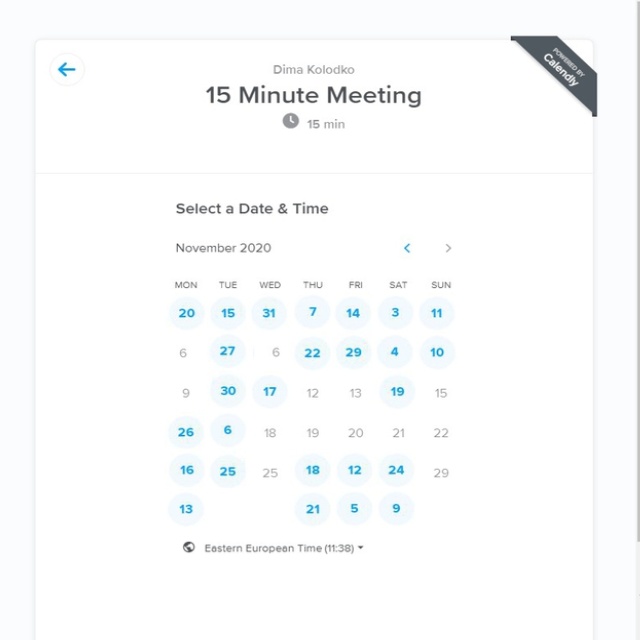 Dima Kolodko
15 Minute Meeting
15 min
POWERED BY
Calendly
Select a Date & Time
November 2020
MON TUE WED THU FRI SAT SUN
20 15 31 7 14 3 11
6 27 6 22 29 4 10
9 30 17 12 13 19 15
26 6 18 19 20 21 22
16 25 25 18 12 24 29
13 21 5 9
Eastern European Time (11:38)